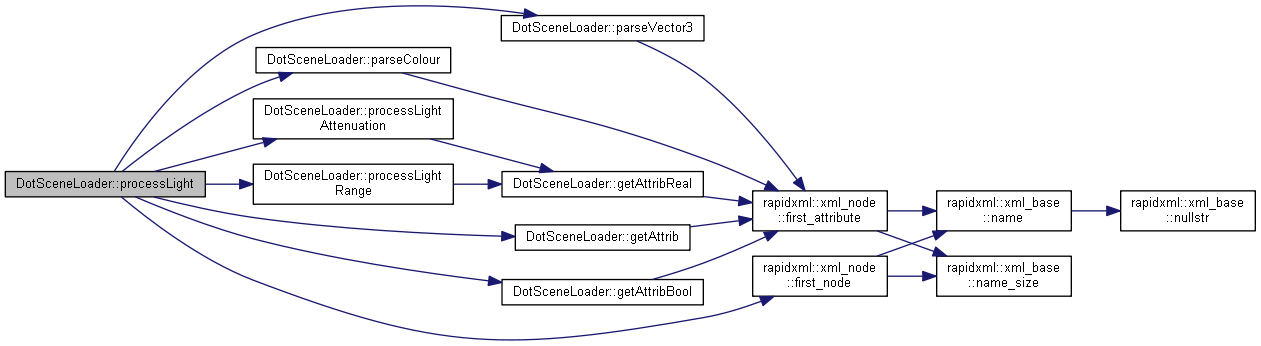 DotSceneLoader::parseVector3
DotSceneLoader::parseColour
DotSceneLoader::processLight
Attenuation
DotSceneLoader::processLight
DotSceneLoader::processLight
Range
DotSceneLoader::getAttribReal
DotSceneLoader::getAttrib
DotSceneLoader::getAttribBool
rapidxml::xml_node
::first_attribute
rapidxml::xml_node
::first_node
rapidxml::xml_base
::name
rapidxml::xml_base
::name_size
rapidxml::xml_base
::nullstr